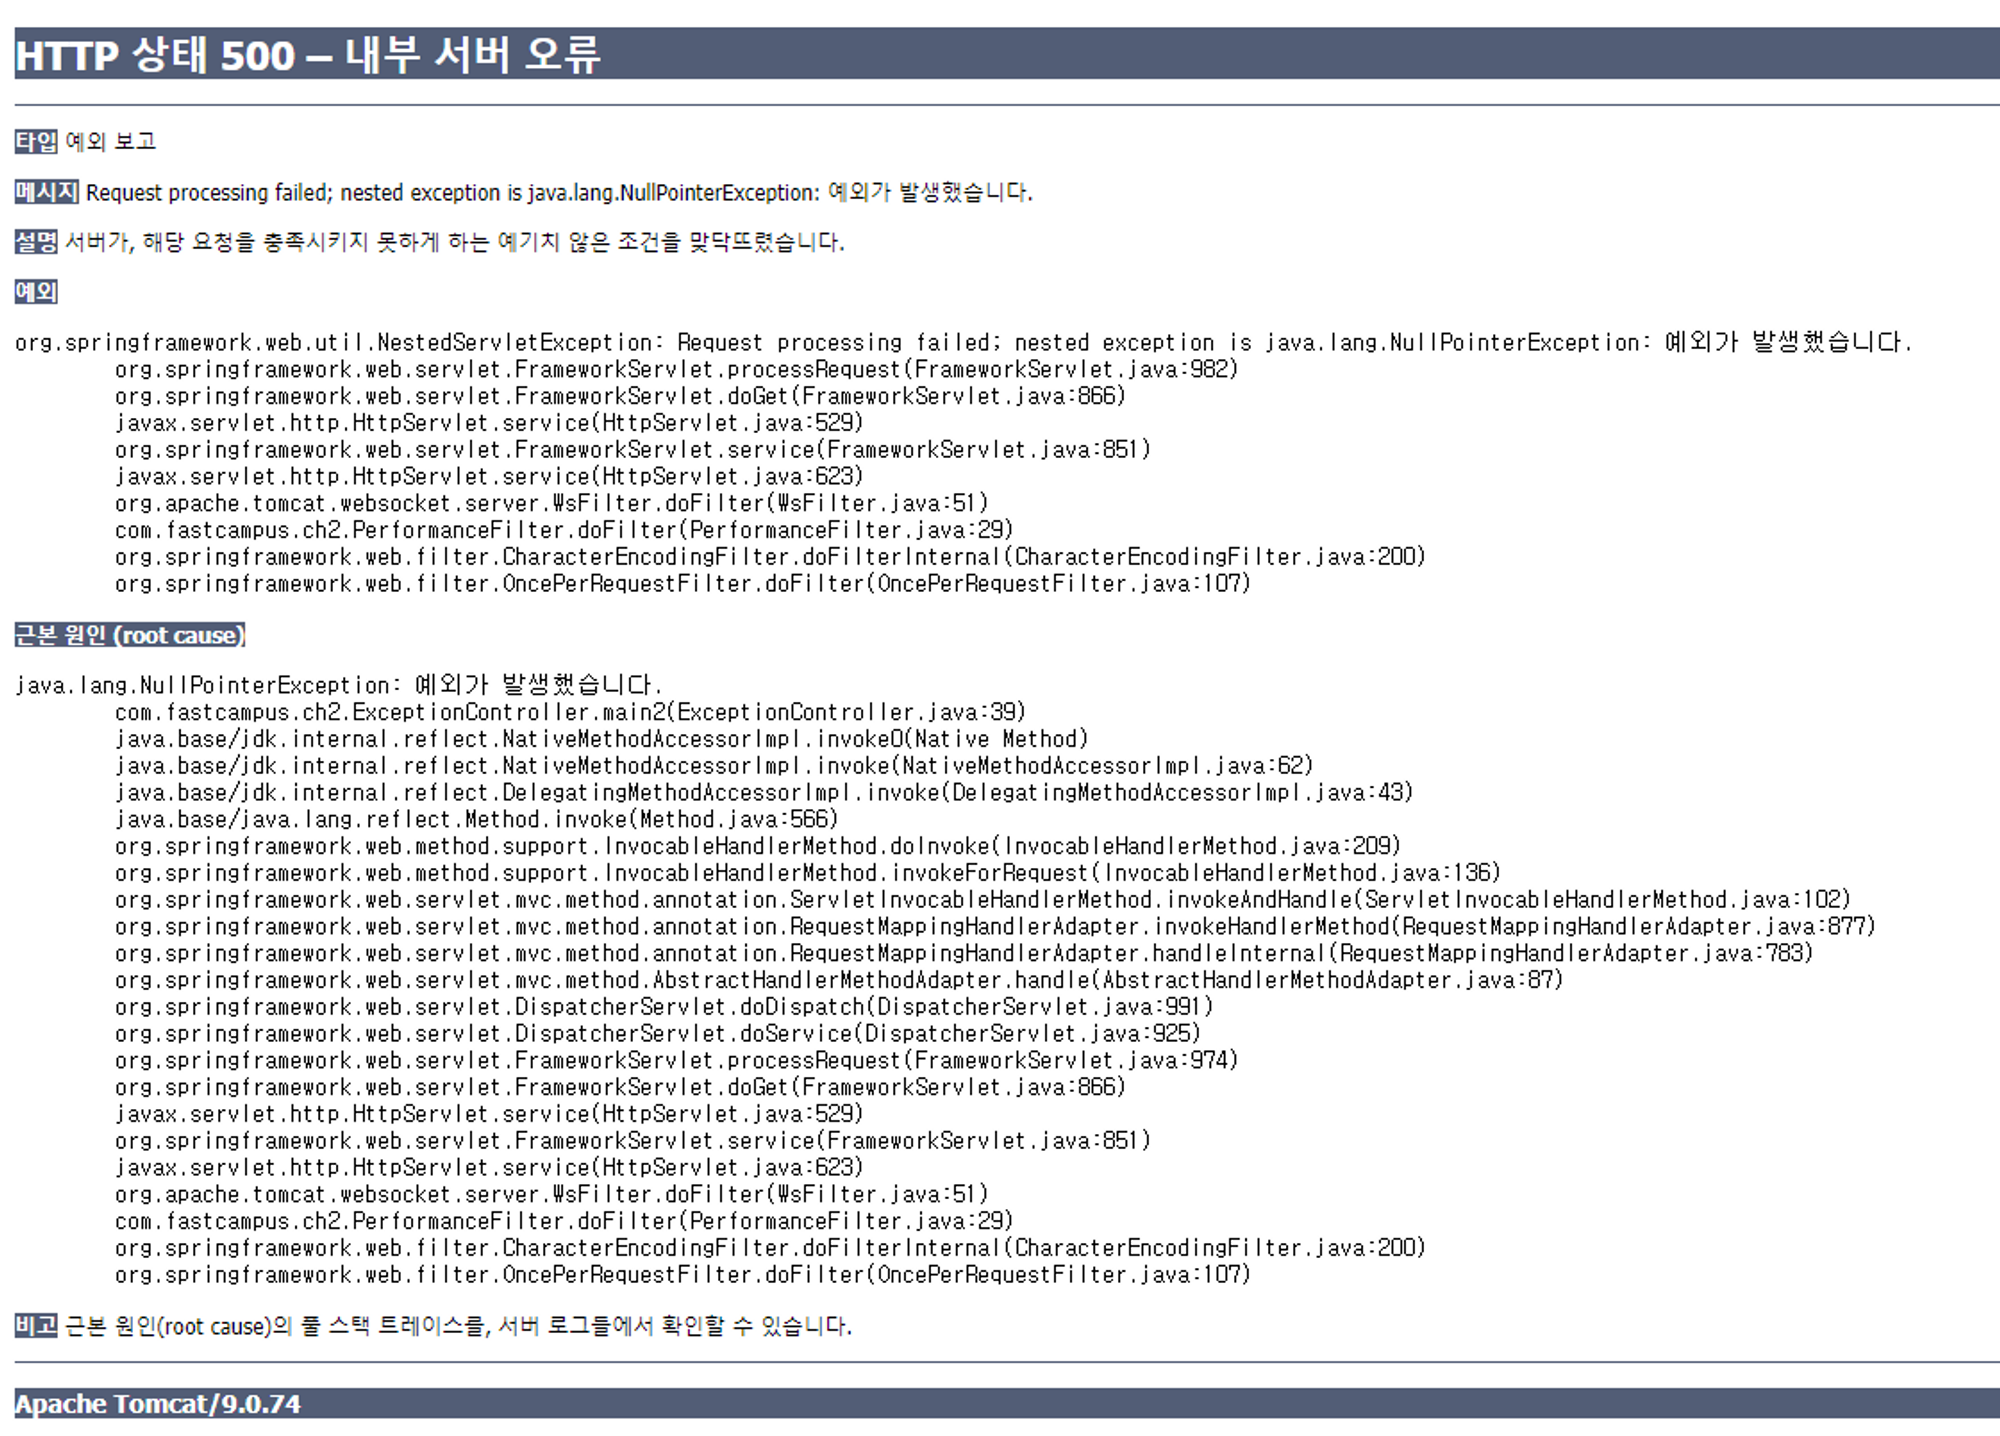 HTTP 상태 500 – 내부 서버 오류
타입 예외 보고
메시지 Request processing failed; nested exception is java.lang.NullPointerException: 예외가 발생했습니다.
설명 서버가, 해당 요청을 충족시키지 못하게 하는 예기치 않은 조건을 맞닥뜨렸습니다.
예외
org.springframework.web.util.NestedServletException: Request processing failed; nested exception is java.lang.NullPointerException: 예외가 발생했습니다.
org.springframework.web.servlet.FrameworkServlet.processRequest(FrameworkServlet.java:982)
org.springframework.web.servlet.FrameworkServlet.doGet(FrameworkServlet.java:866)
javax.servlet.http.HttpServlet.service(HttpServlet.java:529)
org.springframework.web.servlet.FrameworkServlet.service(FrameworkServlet.java:851)
javax.servlet.http.HttpServlet.service(HttpServlet.java:623)
org.apache.tomcat.websocket.server.WsFilter.doFilter(WsFilter.java:51)
com.fastcampus.ch2.PerformanceFilter.doFilter(PerformanceFilter.java:29)
org.springframework.web.filter.CharacterEncodingFilter.doFilterInternal(CharacterEncodingFilter.java:200)
org.springframework.web.filter.OncePerRequestFilter.doFilter(OncePerRequestFilter.java:107)
근본 원인 (root cause)
java.lang.NullPointerException: 예외가 발생했습니다.
com.fastcampus.ch2.ExceptionController.main2(ExceptionController.java:39)
java.base/jdk.internal.reflect.NativeMethodAccessorImpl.invoke0(Native Method)
java.base/jdk.internal.reflect.NativeMethodAccessorImpl.invoke(NativeMethodAccessorImpl.java:62)
java.base/jdk.internal.reflect.DelegatingMethodAccessorImpl.invoke(DelegatingMethodAccessorImpl.java:43)
java.base/java.lang.reflect.Method.invoke(Method.java:566)
org.springframework.web.method.support.InvocableHandlerMethod.doInvoke(InvocableHandlerMethod.java:209)
org.springframework.web.method.support.InvocableHandlerMethod.invokeForRequest(InvocableHandlerMethod.java:136)
org.springframework.web.servlet.mvc.method.annotation.ServletInvocableHandlerMethod.invokeAndHandle(ServletInvocableHandlerMethod.java:102)
org.springframework.web.servlet.mvc.method.annotation.RequestMappingHandlerAdapter.invokeHandlerMethod(RequestMappingHandlerAdapter.java:877)
org.springframework.web.servlet.mvc.method.annotation.RequestMappingHandlerAdapter.handleInternal(RequestMappingHandlerAdapter.java:783)
org.springframework.web.servlet.mvc.method.AbstractHandlerMethodAdapter.handle(AbstractHandlerMethodAdapter.java:87)
org.springframework.web.servlet.DispatcherServlet.doDispatch(DispatcherServlet.java:991)
org.springframework.web.servlet.DispatcherServlet.doService(DispatcherServlet.java:925)
org.springframework.web.servlet.FrameworkServlet.processRequest(FrameworkServlet.java:974)
org.springframework.web.servlet.FrameworkServlet.doGet(FrameworkServlet.java:866)
javax.servlet.http.HttpServlet.service(HttpServlet.java:529)
org.springframework.web.servlet.FrameworkServlet.service(FrameworkServlet.java:851)
javax.servlet.http.HttpServlet.service(HttpServlet.java:623)
org.apache.tomcat.websocket.server.WsFilter.doFilter(WsFilter.java:51)
com.fastcampus.ch2.PerformanceFilter.doFilter(PerformanceFilter.java:29)
org.springframework.web.filter.CharacterEncodingFilter.doFilterInternal(CharacterEncodingFilter.java:200)
org.springframework.web.filter.OncePerRequestFilter.doFilter(OncePerRequestFilter.java:107)
비고 근본 원인(root cause)의 풀 스택 트레이스를, 서버 로그들에서 확인할 수 있습니다.
Apache Tomcat/9.0.74